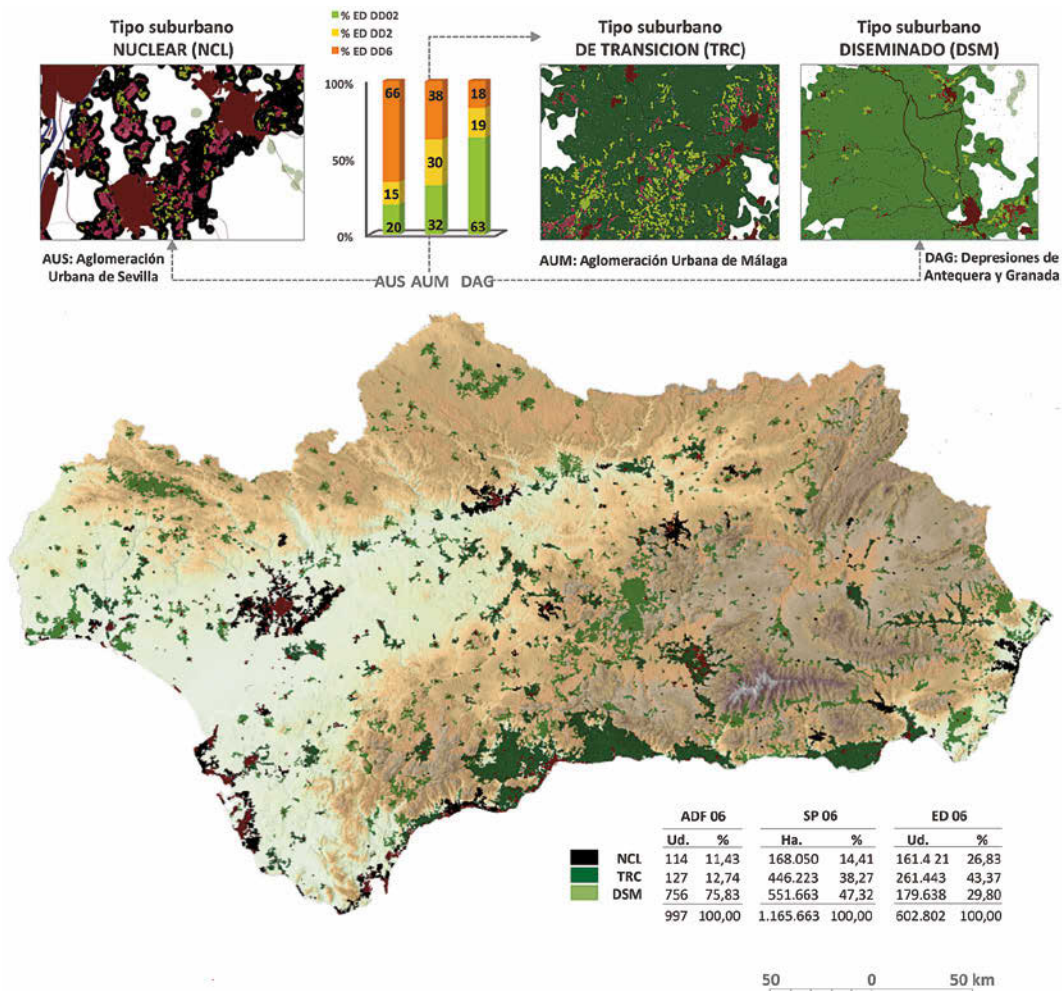 Tipo suburbano
NUCLEAR (NCL)
% ED DD02
% ED DD2
% ED DD6
Tipo suburbano
DE TRANSICION (TRC)
Tipo suburbano
DISEMINADO (DSM)
100%
50%
0%
66
38
18
15
30
19
20
32
63
AUS: Aglomeración
Urbana de Sevilla
AUS AUM DAG
AUM: Aglomeración Urbana de Málaga
DAG: Depresiones de
Antequera y Granada
ADF 06 SP 06 ED 06
Ud. % Ha. % Ud. %
NCL 114 11,43 168.050 14,41 161.4 21 26,83
TRC 127 12,74 446.223 38,27 261.443 43,37
DSM 756 75,83 551.663 47,32 179.638 29,80
997 100,00 1.165.663 100,00 602.802 100,00
50 0 50 km